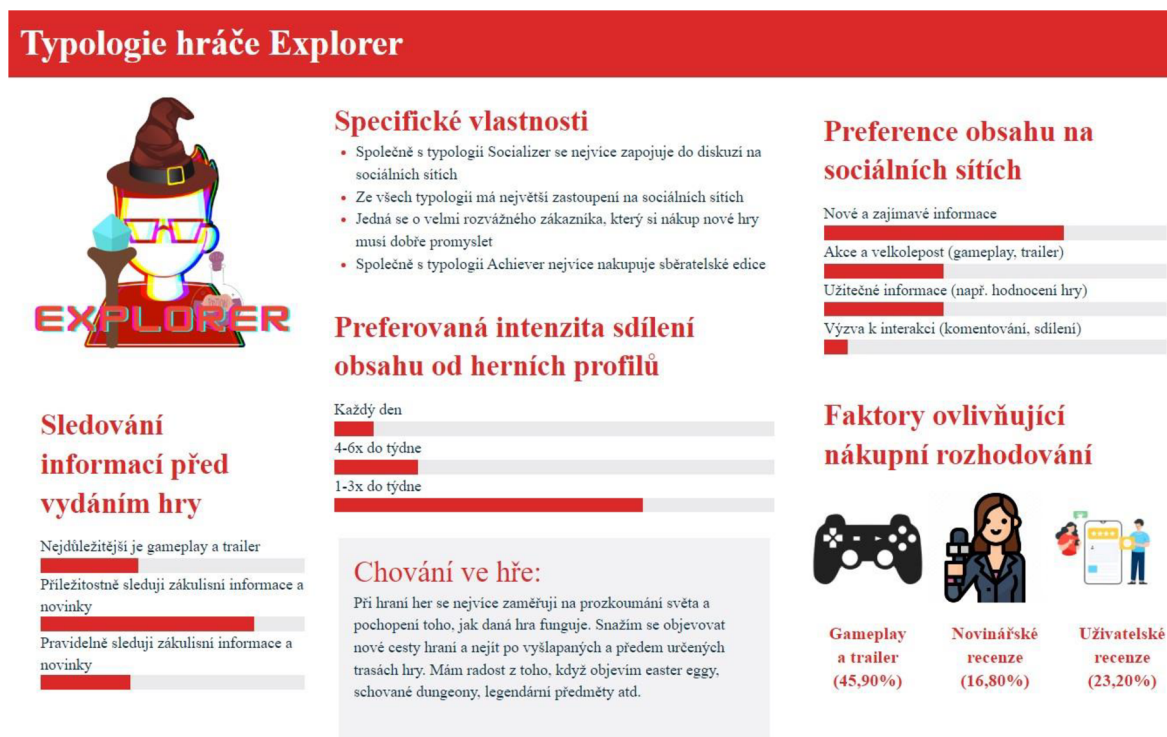 Typologie hráče Explorer
EXPLORER
Specifické vlastnosti
Společně s typologií Socializer se nejvíce zapojuje do diskuzí na
sociálních sítích
Ze všech typologií má největší zastoupení na sociálních sítích
Jedná se o velmi rozvážného zákazníka, který si nákup nové hry
musí dobře promyslet
Společně s typologií Achiever nejvíce nakupuje sběratelské edice
Preferovaná intenzita sdílení
obsahu od herních profilů
Každý den
4-6x do týdne
1-3x do týdne
Preference obsahu na
sociálních sítích
Nové a zajímavé informace
Akce a velkolepost (gameplay, trailer)
Užitečné informace (např. hodnocení hry)
Výzva k interakci (komentování, sdílení)
Sledování
informací před
vydáním hry
Nejdůležitější je gameplay a trailer
Příležitostně sleduji zákulisní informace a
novinky
Pravidelně sleduji zákulisní informace a
novinky
Chování ve hře:
Při hraní her se nejvíce zaměřuji na prozkoumání světa a
pochopení toho, jak daná hra funguje. Snažím se objevovat
nové cesty hraní a nejít po vyšlapaných a předem určených
trasách hry. Mám radost z toho, když objevím easter eggy,
schované dungeony, legendární předměty atd.
Faktory ovlivňující
nákupní rozhodování
Gameplay
a trailer
(45,90%)
Novinářské
recenze
(16,80%)
Uživatelské
recenze
(23,20%)